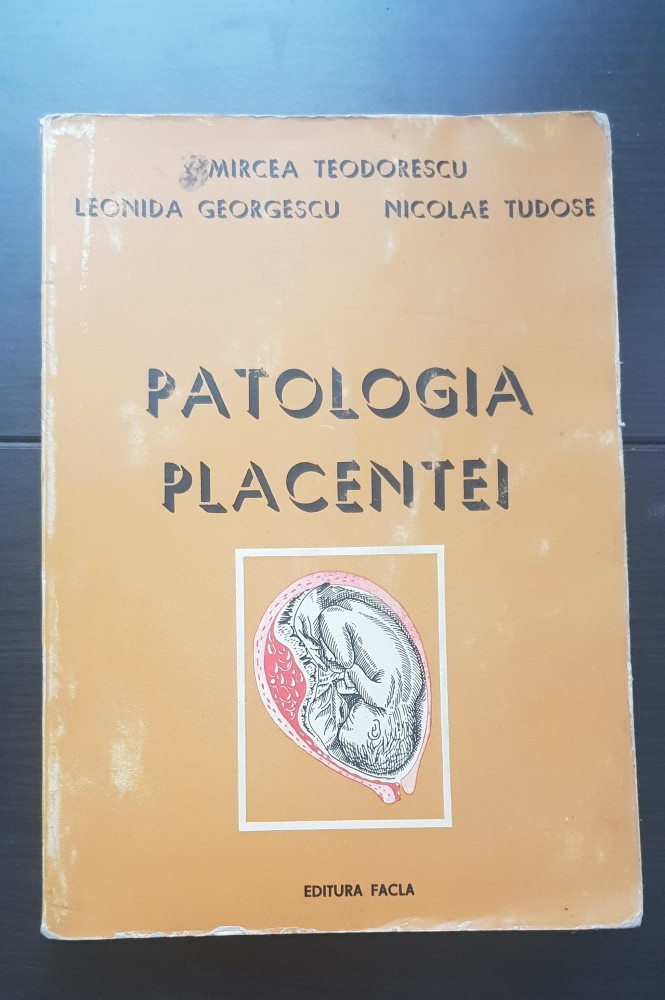 MIRCEA TEODORESCU
LEONIDA GEORGESCU NICOLAE TUDOSE
PATOLOGIA
PLACENTEI
EDITURA FACLA